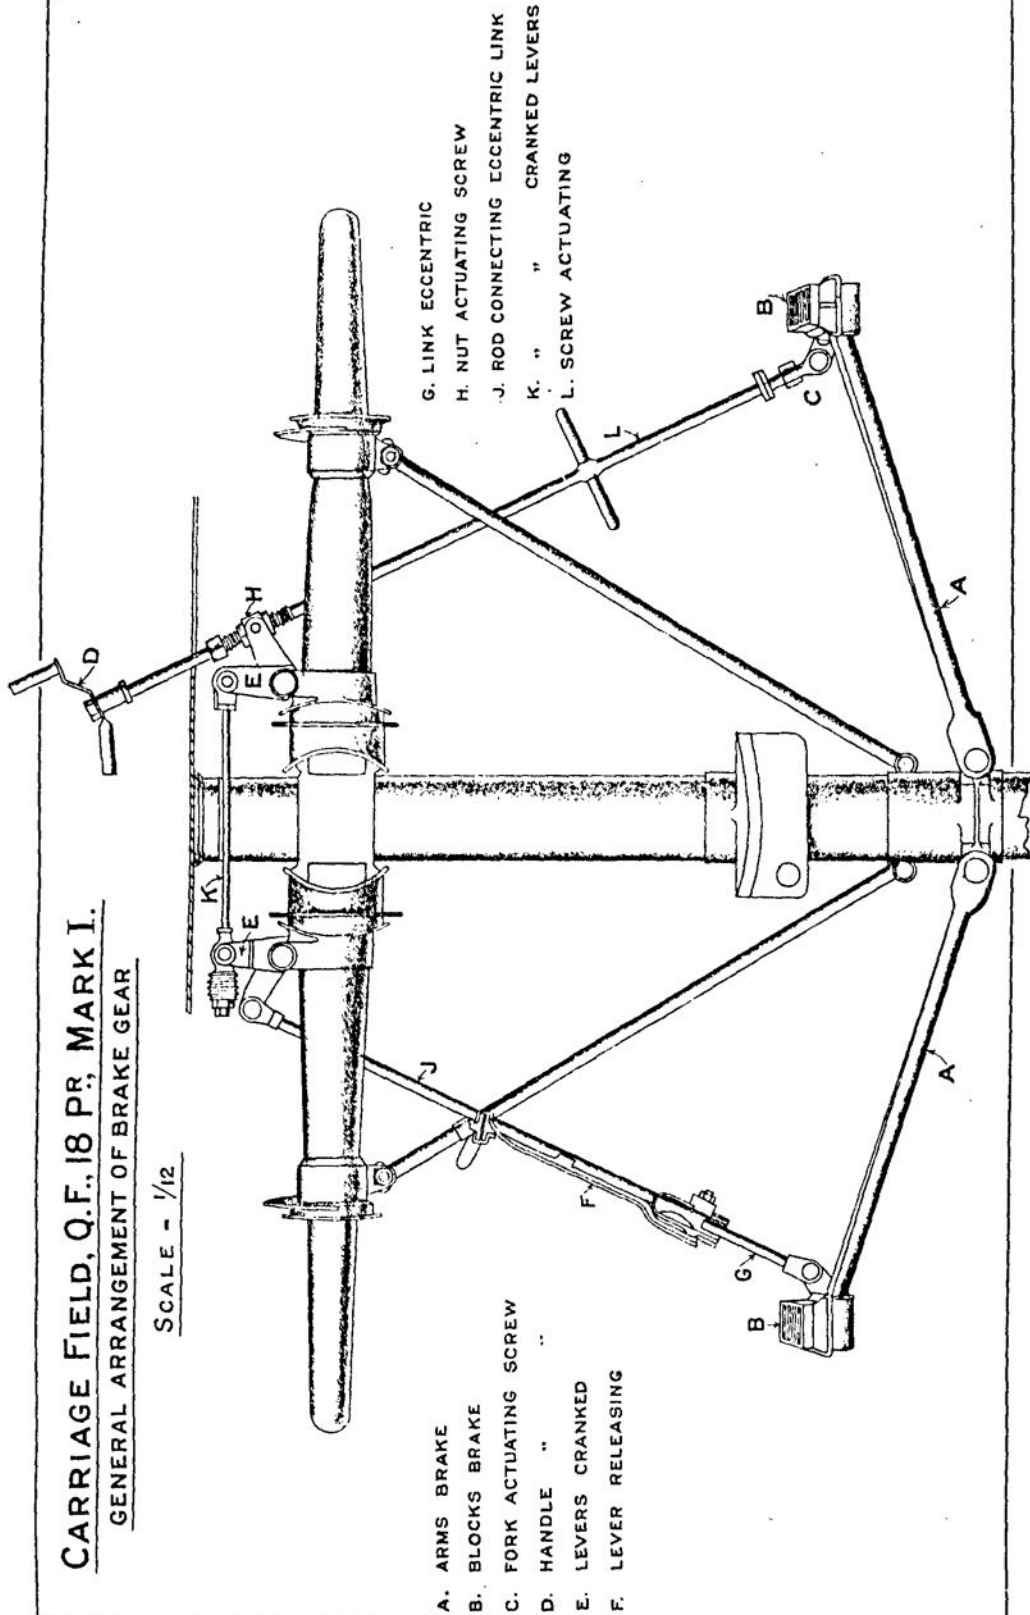 CARRIAGE FIELD, Q.F., 18 PR, MARK I.
GENERAL ARRANGEMENT OF BRAKE GEAR
SCALE - 1/12
A. ARMS BRAKE
B. BLOCKS BRAKE
C. FORK ACTUATING SCREW
D. HANDLE " "
E. LEVERS CRANKED
F. LEVER RELEASING
G. LINK ECCENTRIC
H. NUT ACTUATING SCREW
J. ROD CONNECTING ECCENTRIC LINK
K. " " CRANKED LEVERS
L. SCREW ACTUATING
D
K
E
E
H
J
L
F
G
C
B
B
A
A